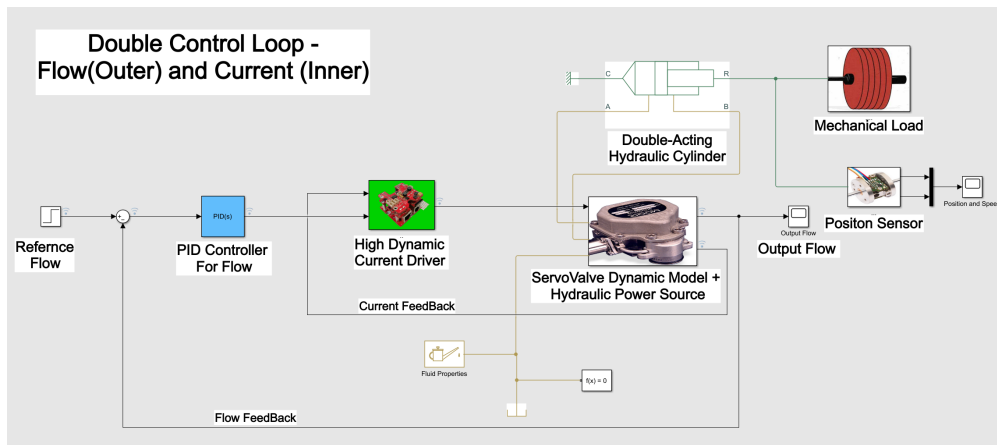 Double Control Loop -
Flow(Outer) and Current (Inner)
C
R
A
B
Mechanical Load
Double-Acting
Hydraulic Cylinder
PID(s)
Position and Spee
Refernce
Flow
PID Controller
For Flow
High Dynamic
Current Driver
Output Flow
Positon Sensor
Output Flow
ServoValve Dynamic Model +
Hydraulic Power Source
Current FeedBack
Fluid Properties
f(x) = 0
Flow FeedBack